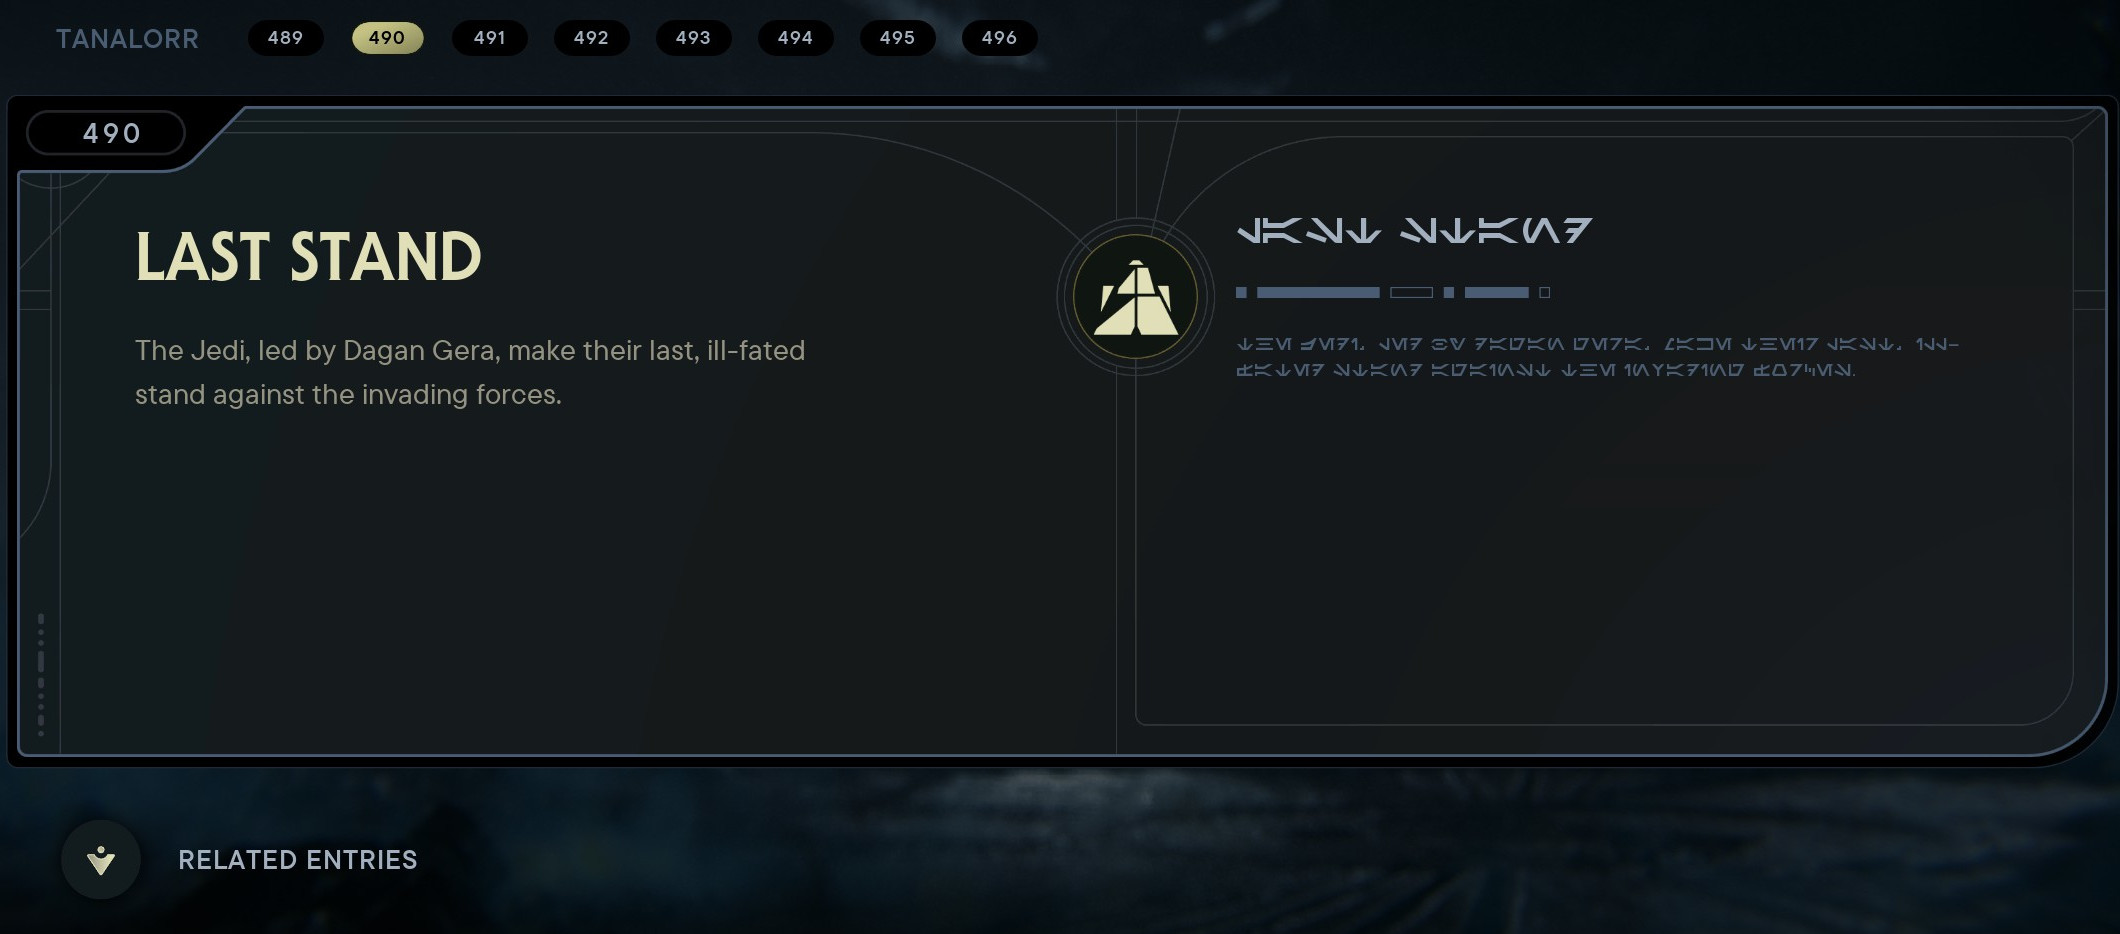 TANALORR 489 490 491 492 493 494 495 496
490
LAST STAND
The Jedi, led by Dagan Gera, make their last, ill-fated
stand against the invading forces.
RELATED ENTRIES